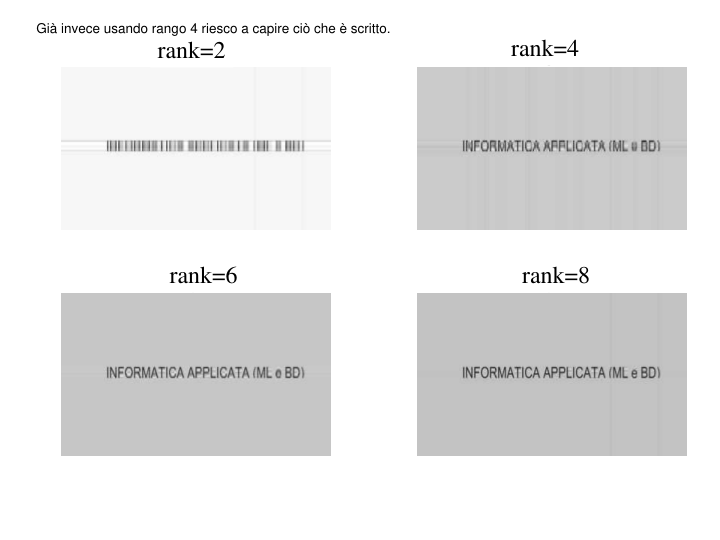 Già invece usando rango 4 riesco a capire ciò che è scritto.
rank=2
rank=4
INFORMATICA APPLICATA (ML e BD)
rank=6
rank=8
INFORMATICA APPLICATA (ML e BD)
INFORMATICA APPLICATA (ML e BD)